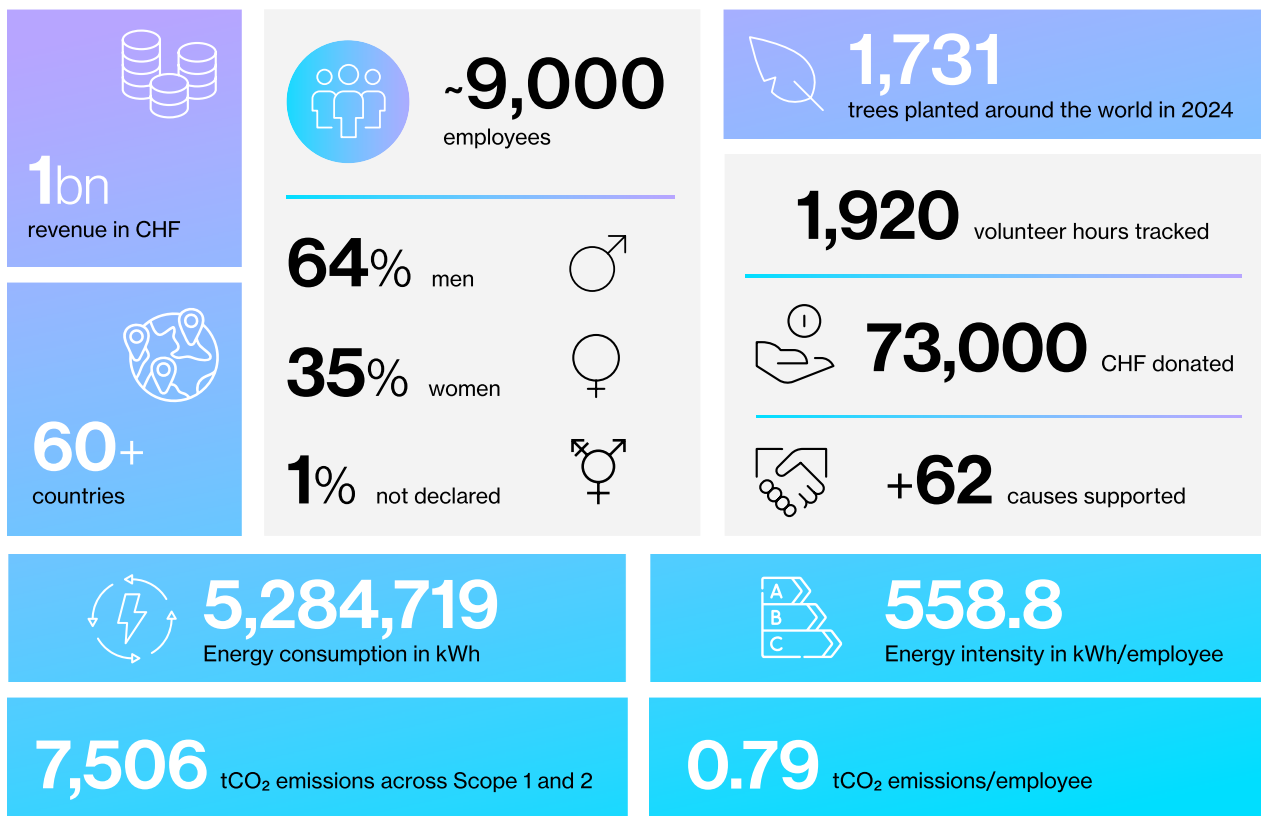 1bn
revenue in CHF
60+
countries
~9,000
employees
64% men
35% women
1% not declared
1,731
trees planted around the world in 2024
1,920 volunteer hours tracked
73,000 CHF donated
+62 causes supported
5,284,719
Energy consumption in kWh
A
B
C
558.8
Energy intensity in kWh/employee
7,506 tCO₂ emissions across Scope 1 and 2
0.79 tCO₂ emissions/employee